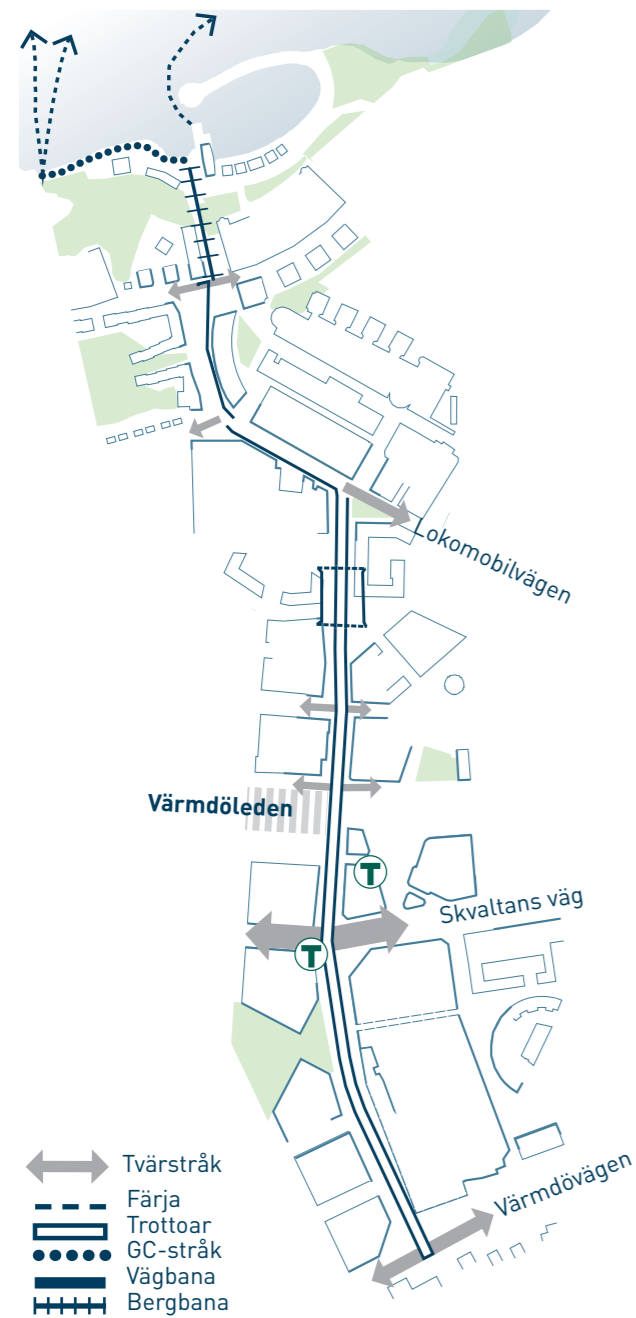 Lokomobilvägen
Värmdöleden
T
Skvaltans väg
T
Värmdövägen
Tvärstråk
Färja
Trottoar
GC-stråk
Vägbana
Bergbana